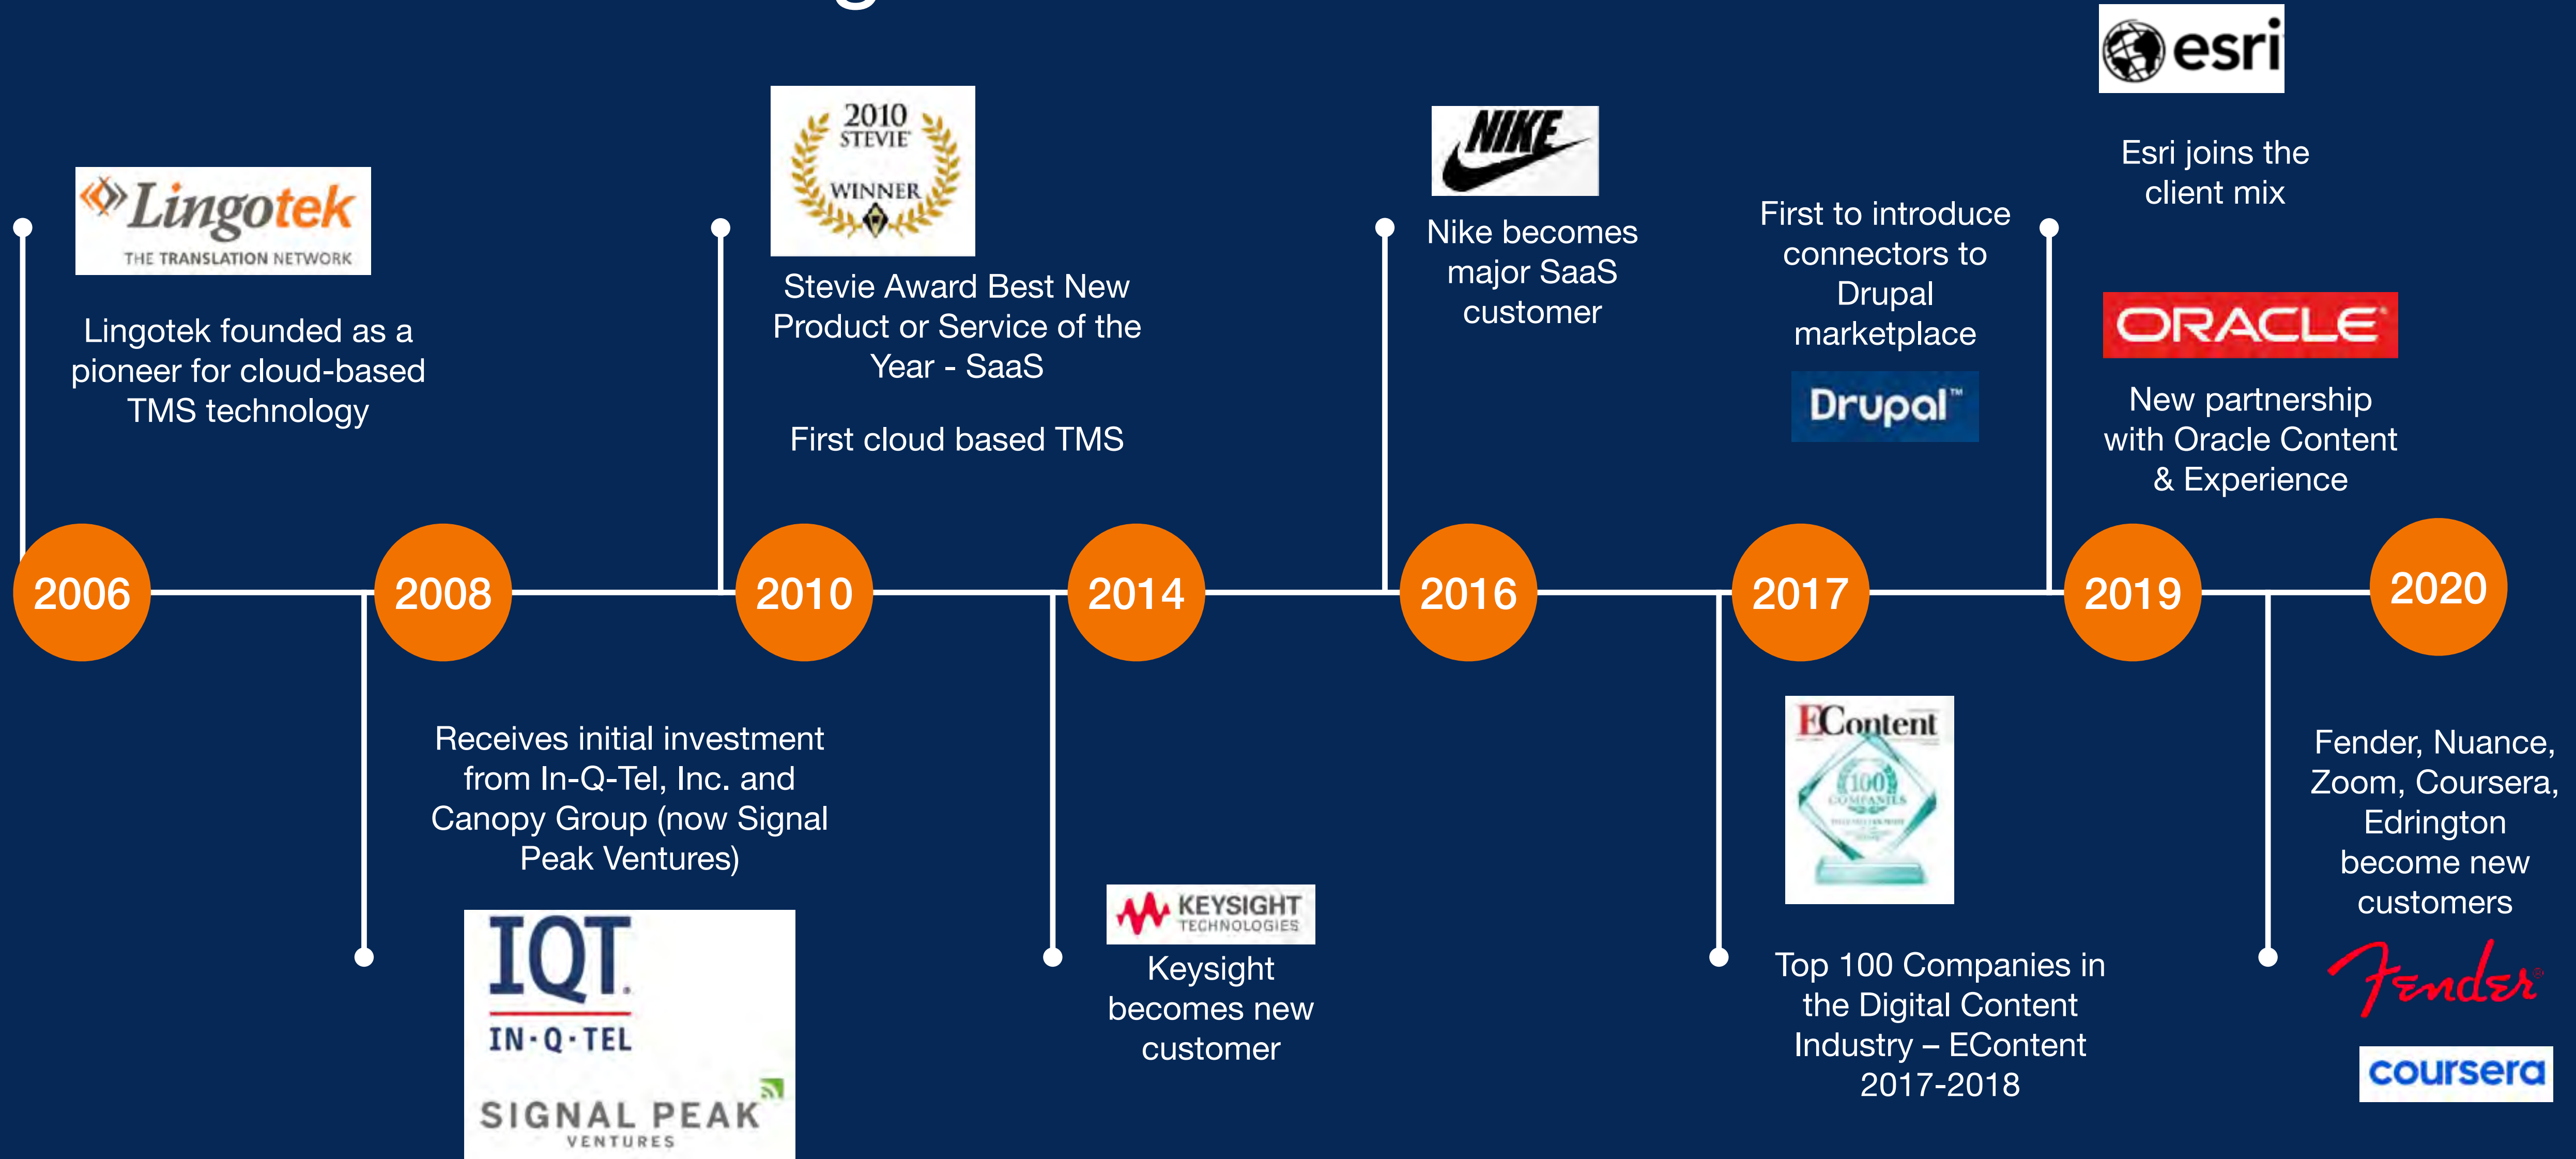 Lingotek
THE TRANSLATION NETWORK
Lingotek founded as a
pioneer for cloud-based
TMS technology
2010
STEVIE
WINNER
Stevie Award Best New
Product or Service of the
Year - SaaS
First cloud based TMS
NIKE
Nike becomes
major SaaS
customer
First to introduce
connectors to
Drupal
marketplace
Drupal™
esri
Esri joins the
client mix
ORACLE®
New partnership
with Oracle Content
& Experience
2006
2008
2010
2014
2016
2017
2019
2020
Receives initial investment
from In-Q-Tel, Inc. and
Canopy Group (now Signal
Peak Ventures)
IQT.
IN·Q·TEL
SIGNAL PEAK
VENTURES
KEYSIGHT
TECHNOLOGIES
Keysight
becomes new
customer
EContent
100
COMPANIES
Top 100 Companies in
the Digital Content
Industry – EContent
2017-2018
Fender, Nuance,
Zoom, Coursera,
Edrington
become new
customers
Fender®
coursera